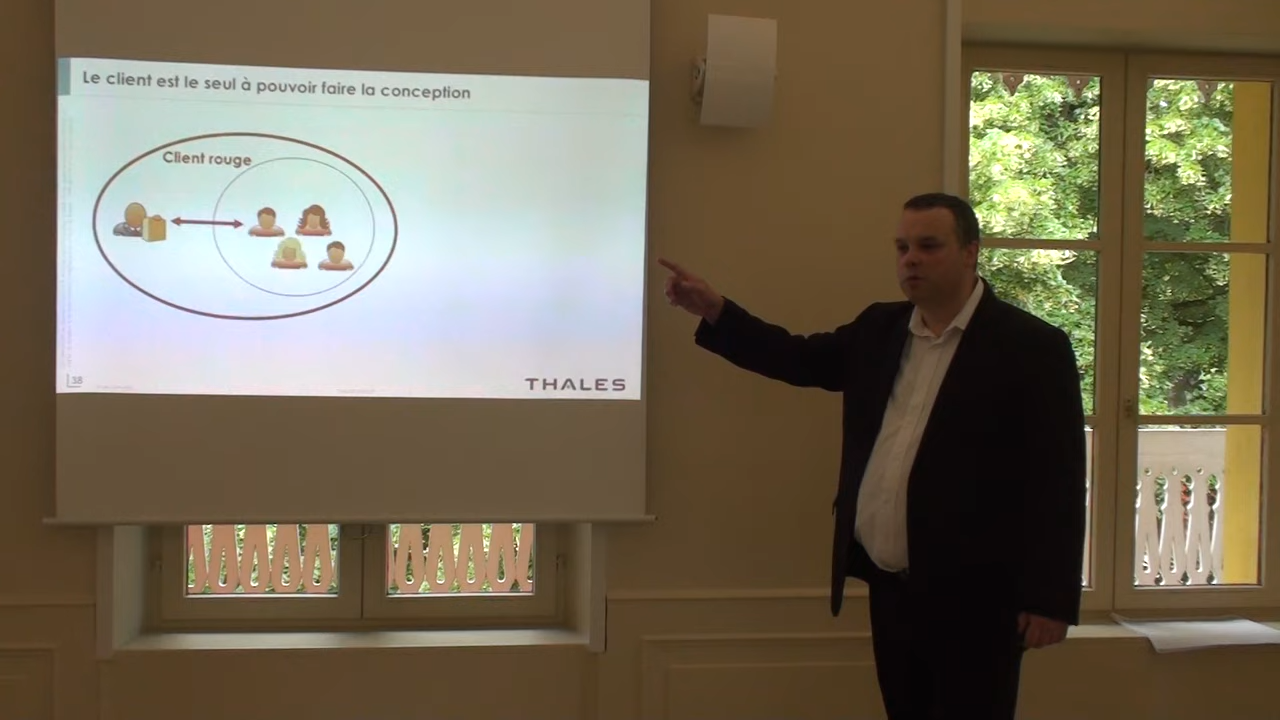 Le client est le seul à pouvoir faire la conception
Client rouge
38
THALES